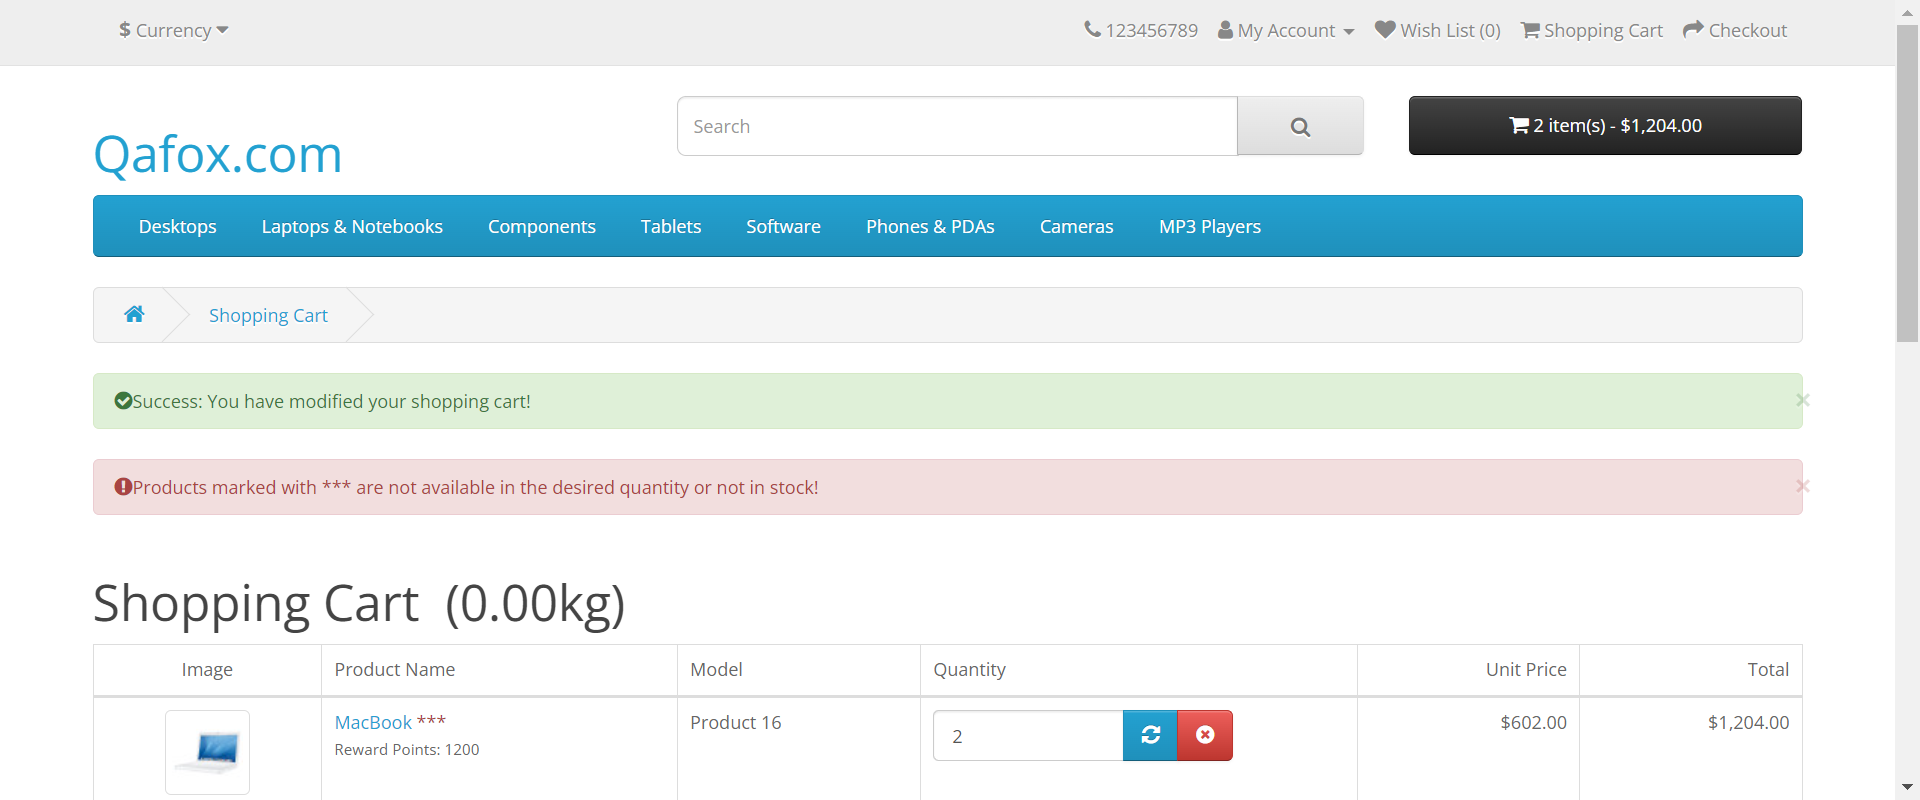 $ Currency
123456789 My Account Wish List (0) Shopping Cart Checkout
Search
2 item(s) - $1,204.00
Qafox.com
Desktops Laptops & Notebooks Components Tablets Software Phones & PDAs Cameras MP3 Players
Shopping Cart
Success: You have modified your shopping cart!
×
Products marked with *** are not available in the desired quantity or not in stock!
×
Shopping Cart (0.00kg)
Image Product Name Model Quantity Unit Price Total
MacBook *** Product 16 2 $602.00 $1,204.00
Reward Points: 1200